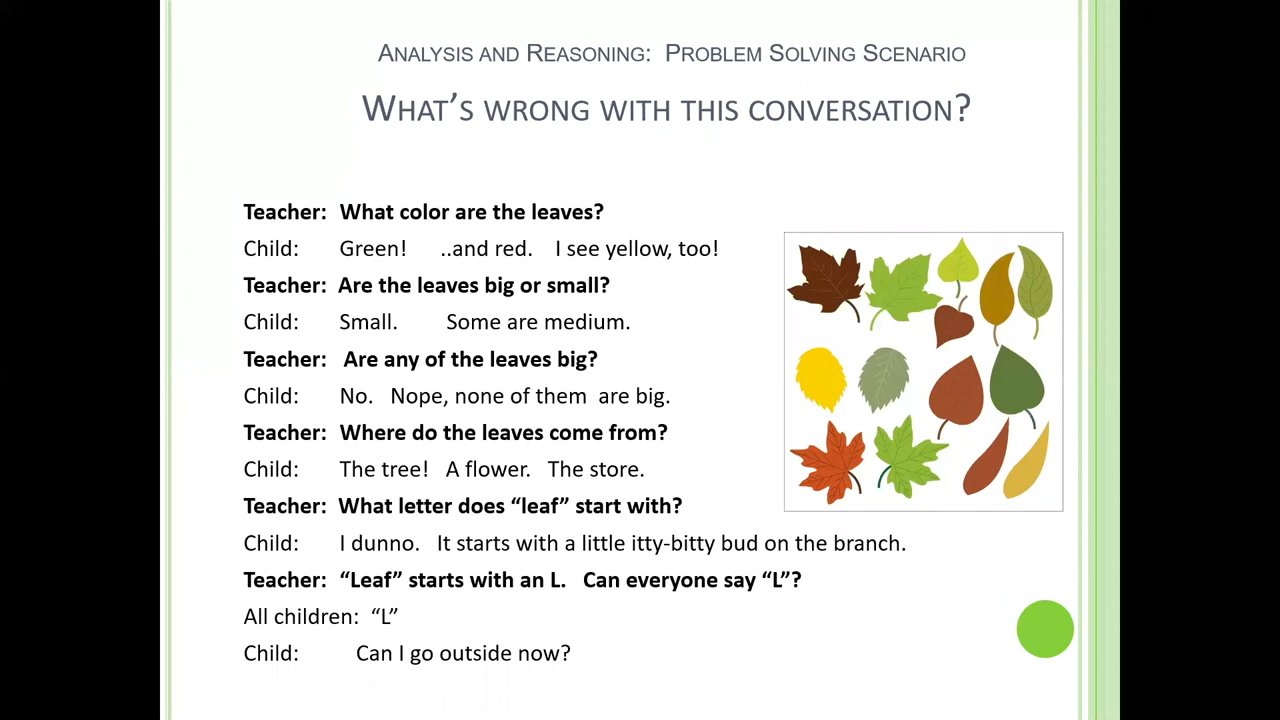 ANALYSIS AND REASONING: PROBLEM SOLVING SCENARIO
WHAT'S WRONG WITH THIS CONVERSATION?
Teacher: What color are the leaves?
Child: Green! ..and red. I see yellow, too!
Teacher: Are the leaves big or small?
Child: Small. Some are medium.
Teacher: Are any of the leaves big?
Child: No. Nope, none of them are big.
Teacher: Where do the leaves come from?
Child: The tree! A flower. The store.
Teacher: What letter does “leaf” start with?
Child: I dunno. It starts with a little itty-bitty bud on the branch.
Teacher: “Leaf” starts with an L. Can everyone say “L”?
All children: “L”
Child: Can I go outside now?